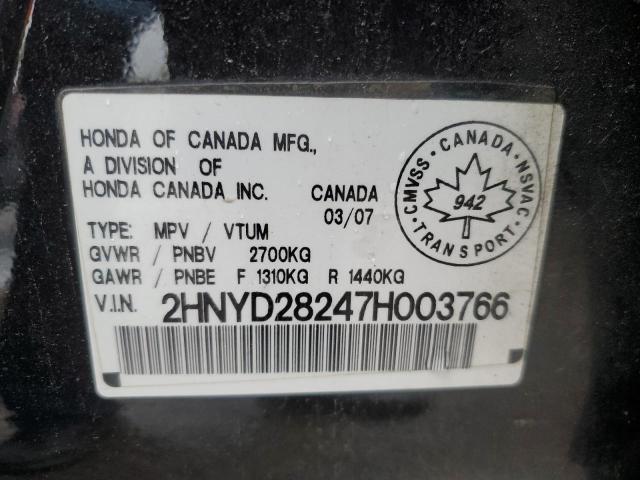 HONDA OF CANADA MFG.,
A DIVISION OF
HONDA CANADA INC. CANADA
03/07
TYPE: MPV / VTUM
GVWR / PNBV 2700KG
GAWR / PNBE F 1310KG R 1440KG
V.I.N. 2HNYD28247H003766
CMVSS · CANADA · NSVAC
942
TRANSPORT